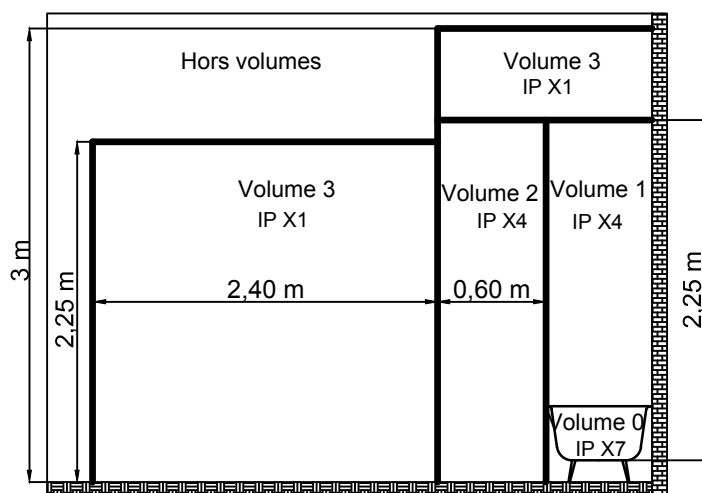 Hors volumes
Volume 3
IP X1
Volume 3
IP X1
Volume 2
IP X4
Volume 1
IP X4
3 m
2,25 m
2,40 m
0,60 m
2,25 m
Volume 0
IP X7